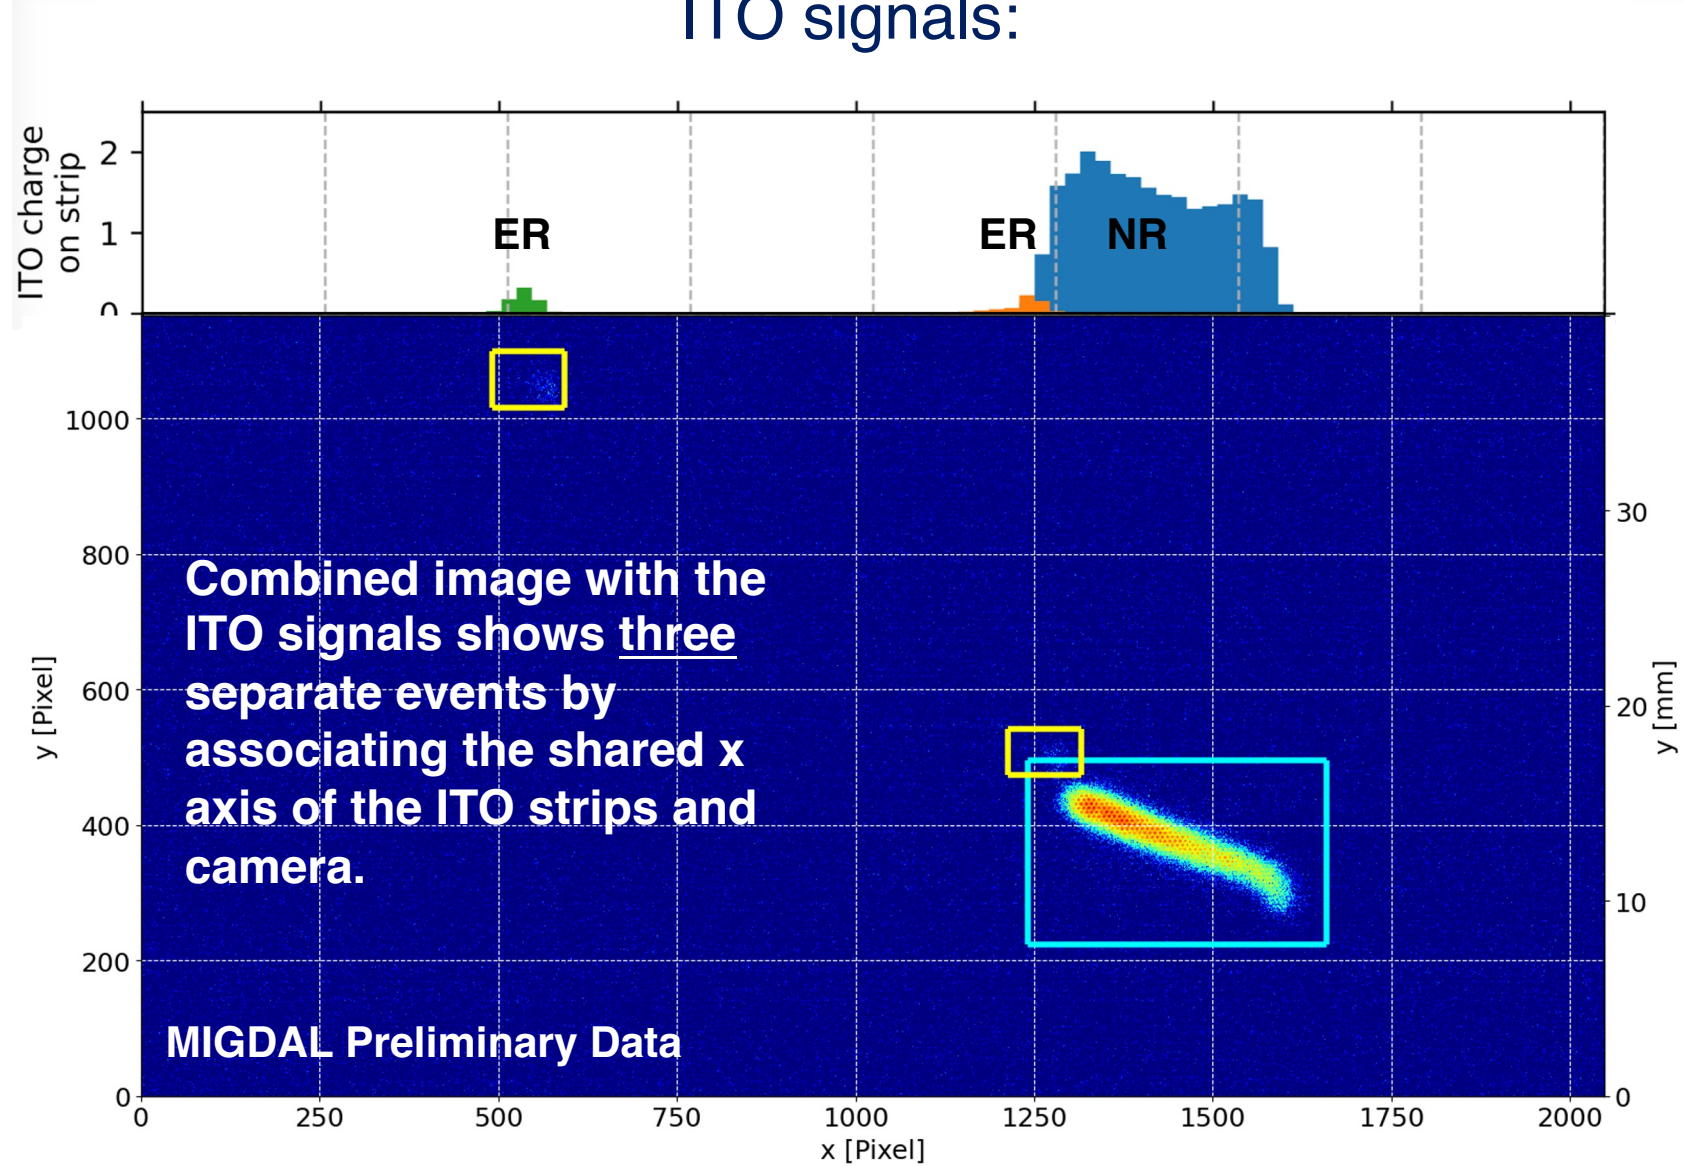 ITO signals:
ITO charge
on strip
2
1
0
ER
ER
NR
1000
800
600
400
200
0
y [Pixel]
30
20
10
0
y [mm]
Combined image with the
ITO signals shows three
separate events by
associating the shared x
axis of the ITO strips and
camera.
MIGDAL Preliminary Data
0 250 500 750 1000 1250 1500 1750 2000
x [Pixel]